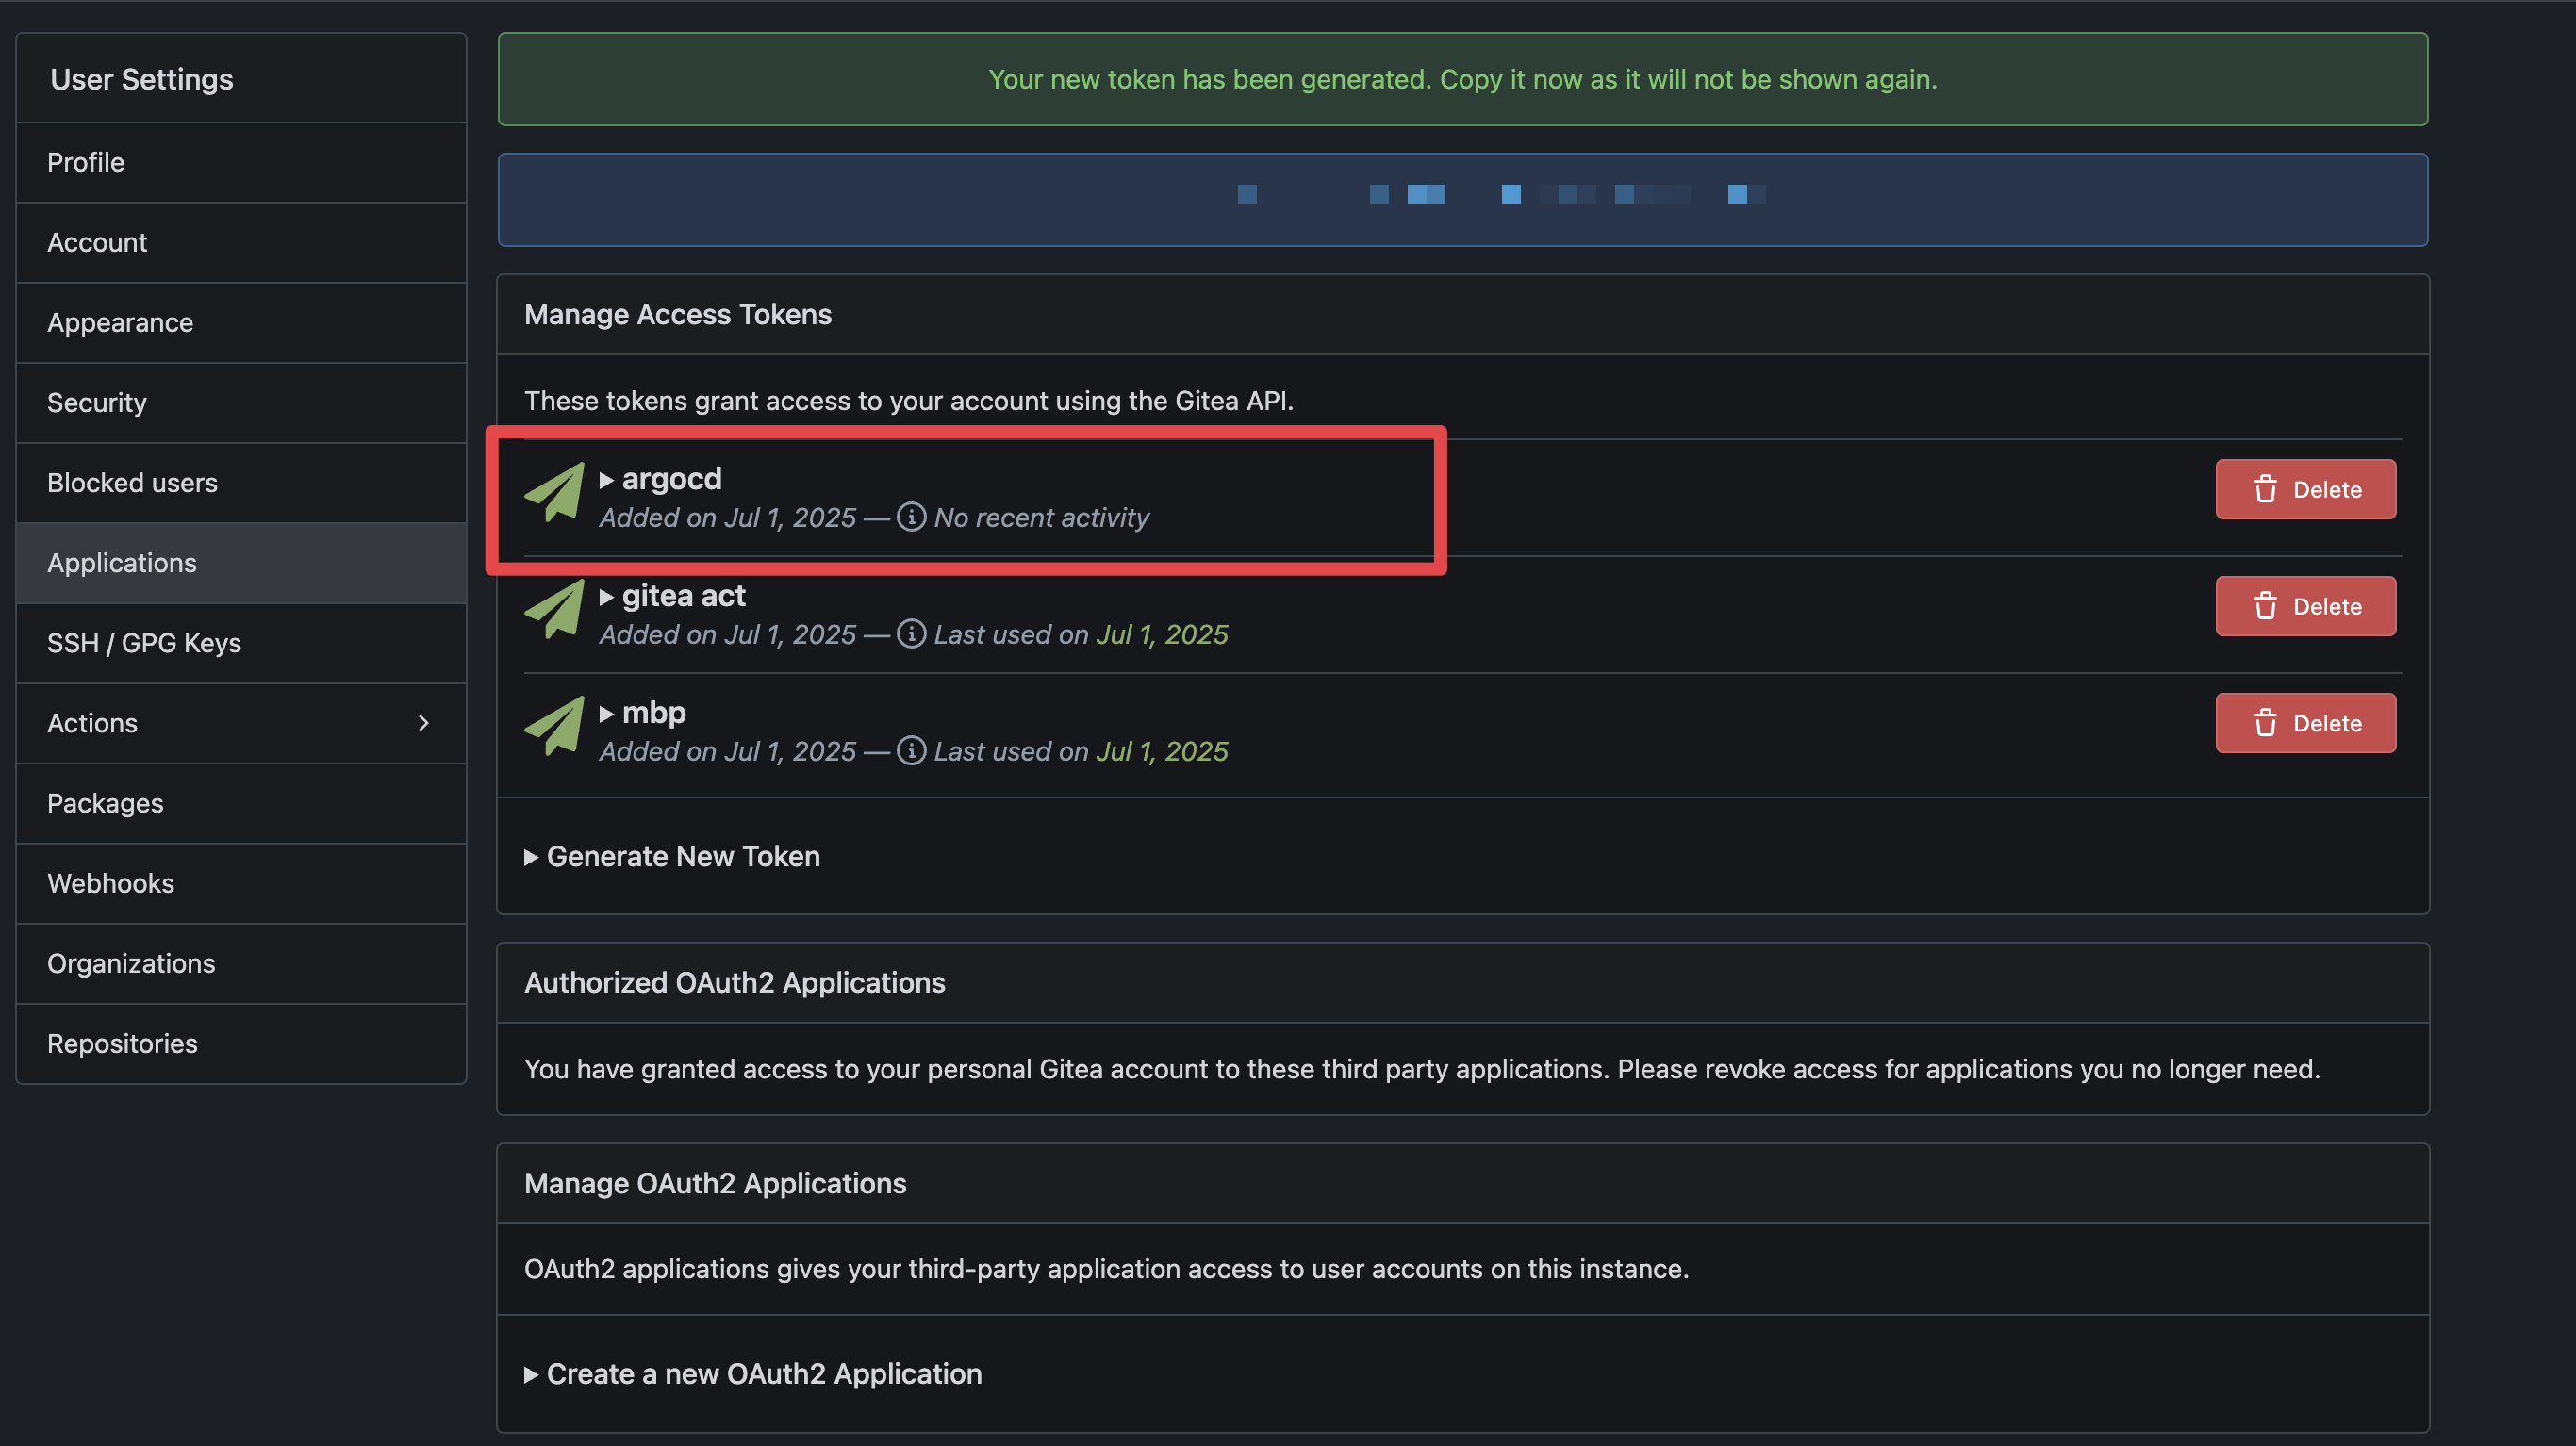 User Settings
Profile
Account
Appearance
Security
Blocked users
Applications
SSH / GPG Keys
Actions
Packages
Webhooks
Organizations
Repositories
Your new token has been generated. Copy it now as it will not be shown again.
Manage Access Tokens
These tokens grant access to your account using the Gitea API.
argocd
Added on Jul 1, 2025 — No recent activity
Delete
gitea act
Added on Jul 1, 2025 — Last used on Jul 1, 2025
Delete
mbp
Added on Jul 1, 2025 — Last used on Jul 1, 2025
Delete
Generate New Token
Authorized OAuth2 Applications
You have granted access to your personal Gitea account to these third party applications. Please revoke access for applications you no longer need.
Manage OAuth2 Applications
OAuth2 applications gives your third-party application access to user accounts on this instance.
Create a new OAuth2 Application